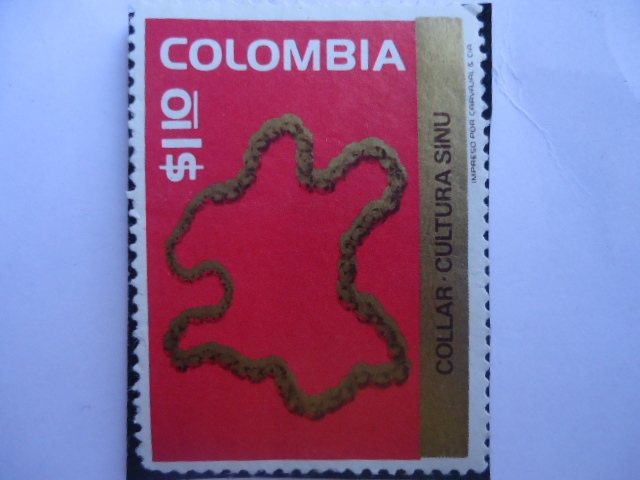 COLOMBIA
$1.10
COLLAR · CULTURA SINU
IMPRESO POR CARVAJAL & CIA